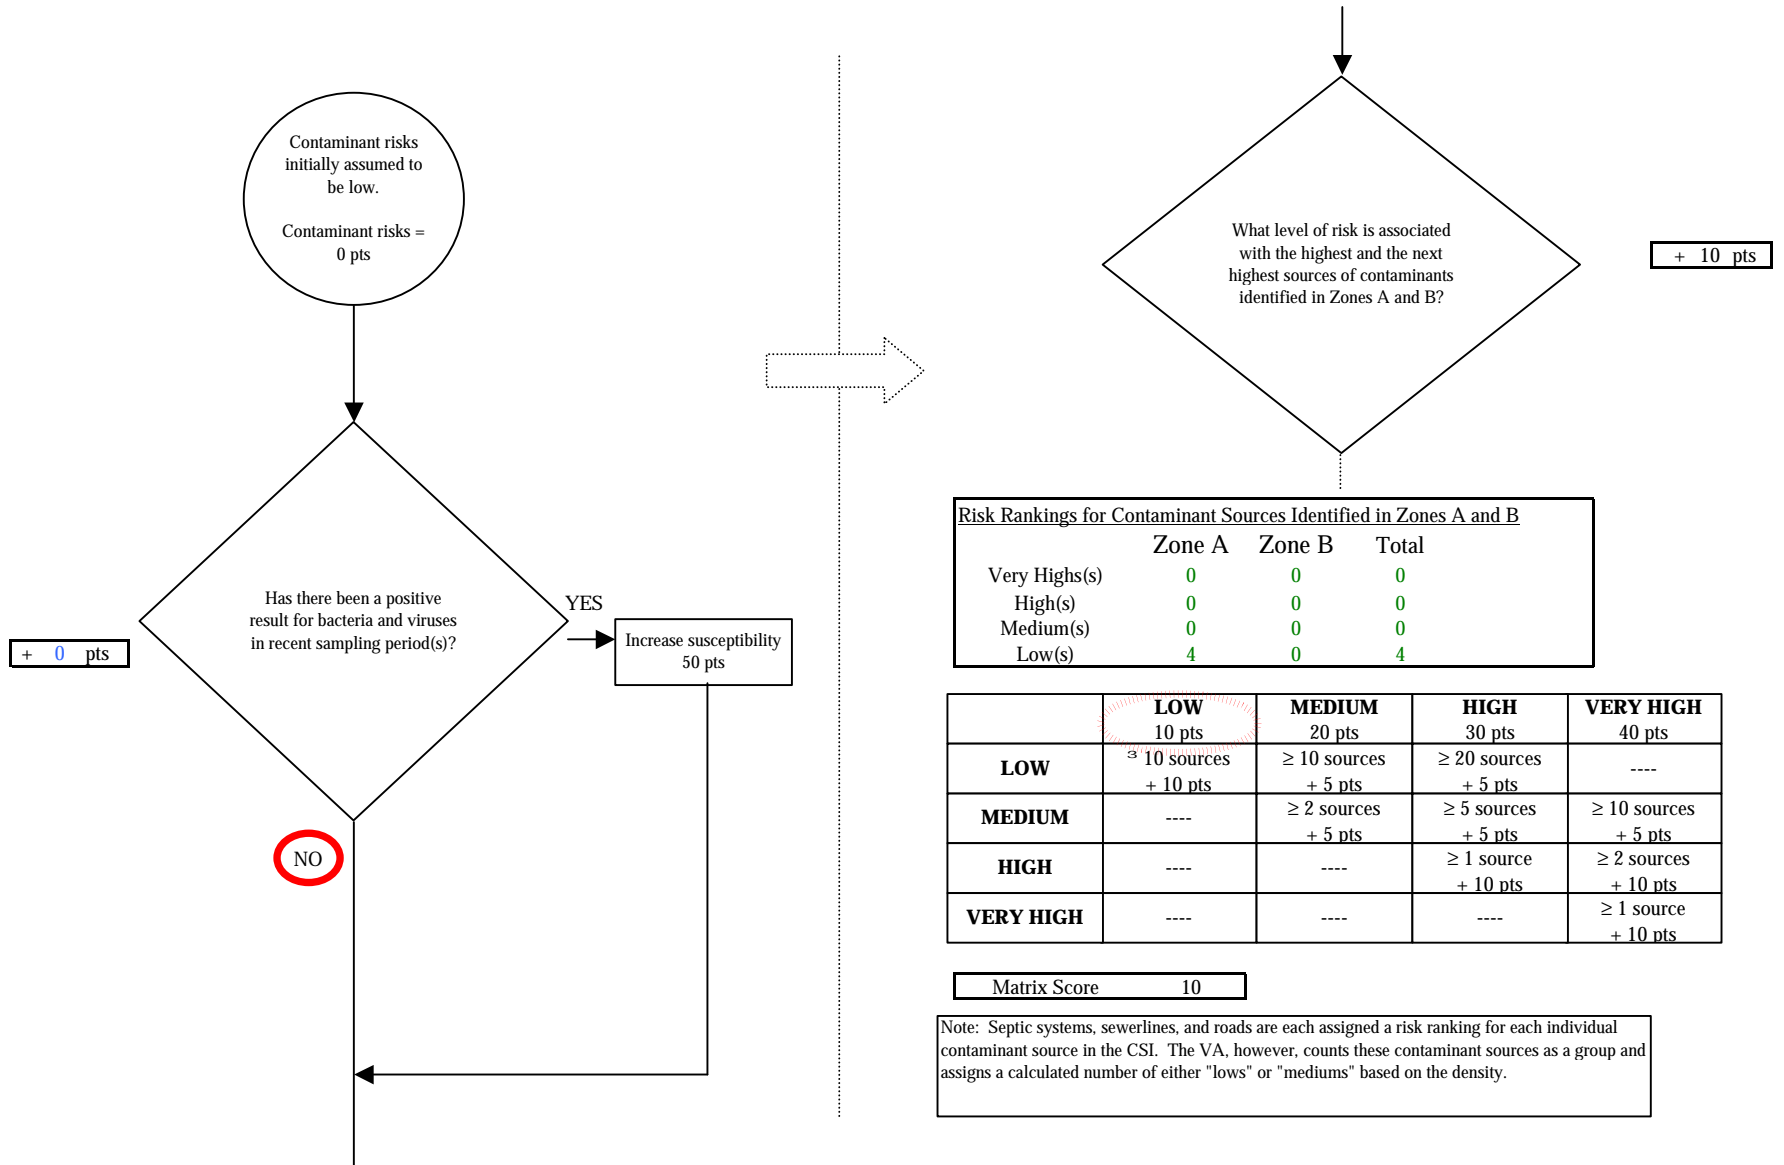 Contaminant risks
initially assumed to
be low.
Contaminant risks =
0 pts
Has there been a positive
result for bacteria and viruses
in recent sampling period(s)?
+ 0 pts
YES
Increase susceptibility
50 pts
NO
What level of risk is associated
with the highest and the next
highest sources of contaminants
identified in Zones A and B?
+ 10 pts
Risk Rankings for Contaminant Sources Identified in Zones A and B
Zone A Zone B Total
Very Highs(s) 0 0 0
High(s) 0 0 0
Medium(s) 0 0 0
Low(s) 4 0 4
LOW MEDIUM HIGH VERY HIGH
10 pts 20 pts 30 pts 40 pts
LOW ³ 10 sources ≥ 10 sources ≥ 20 sources ----
+ 10 pts + 5 pts + 5 pts
MEDIUM ---- ≥ 2 sources ≥ 5 sources ≥ 10 sources
+ 5 pts + 5 pts + 5 pts
HIGH ---- ---- ≥ 1 source ≥ 2 sources
+ 10 pts + 10 pts
VERY HIGH ---- ---- ---- ≥ 1 source
+ 10 pts
Matrix Score 10
Note: Septic systems, sewerlines, and roads are each assigned a risk ranking for each individual
contaminant source in the CSI. The VA, however, counts these contaminant sources as a group and
assigns a calculated number of either "lows" or "mediums" based on the density.